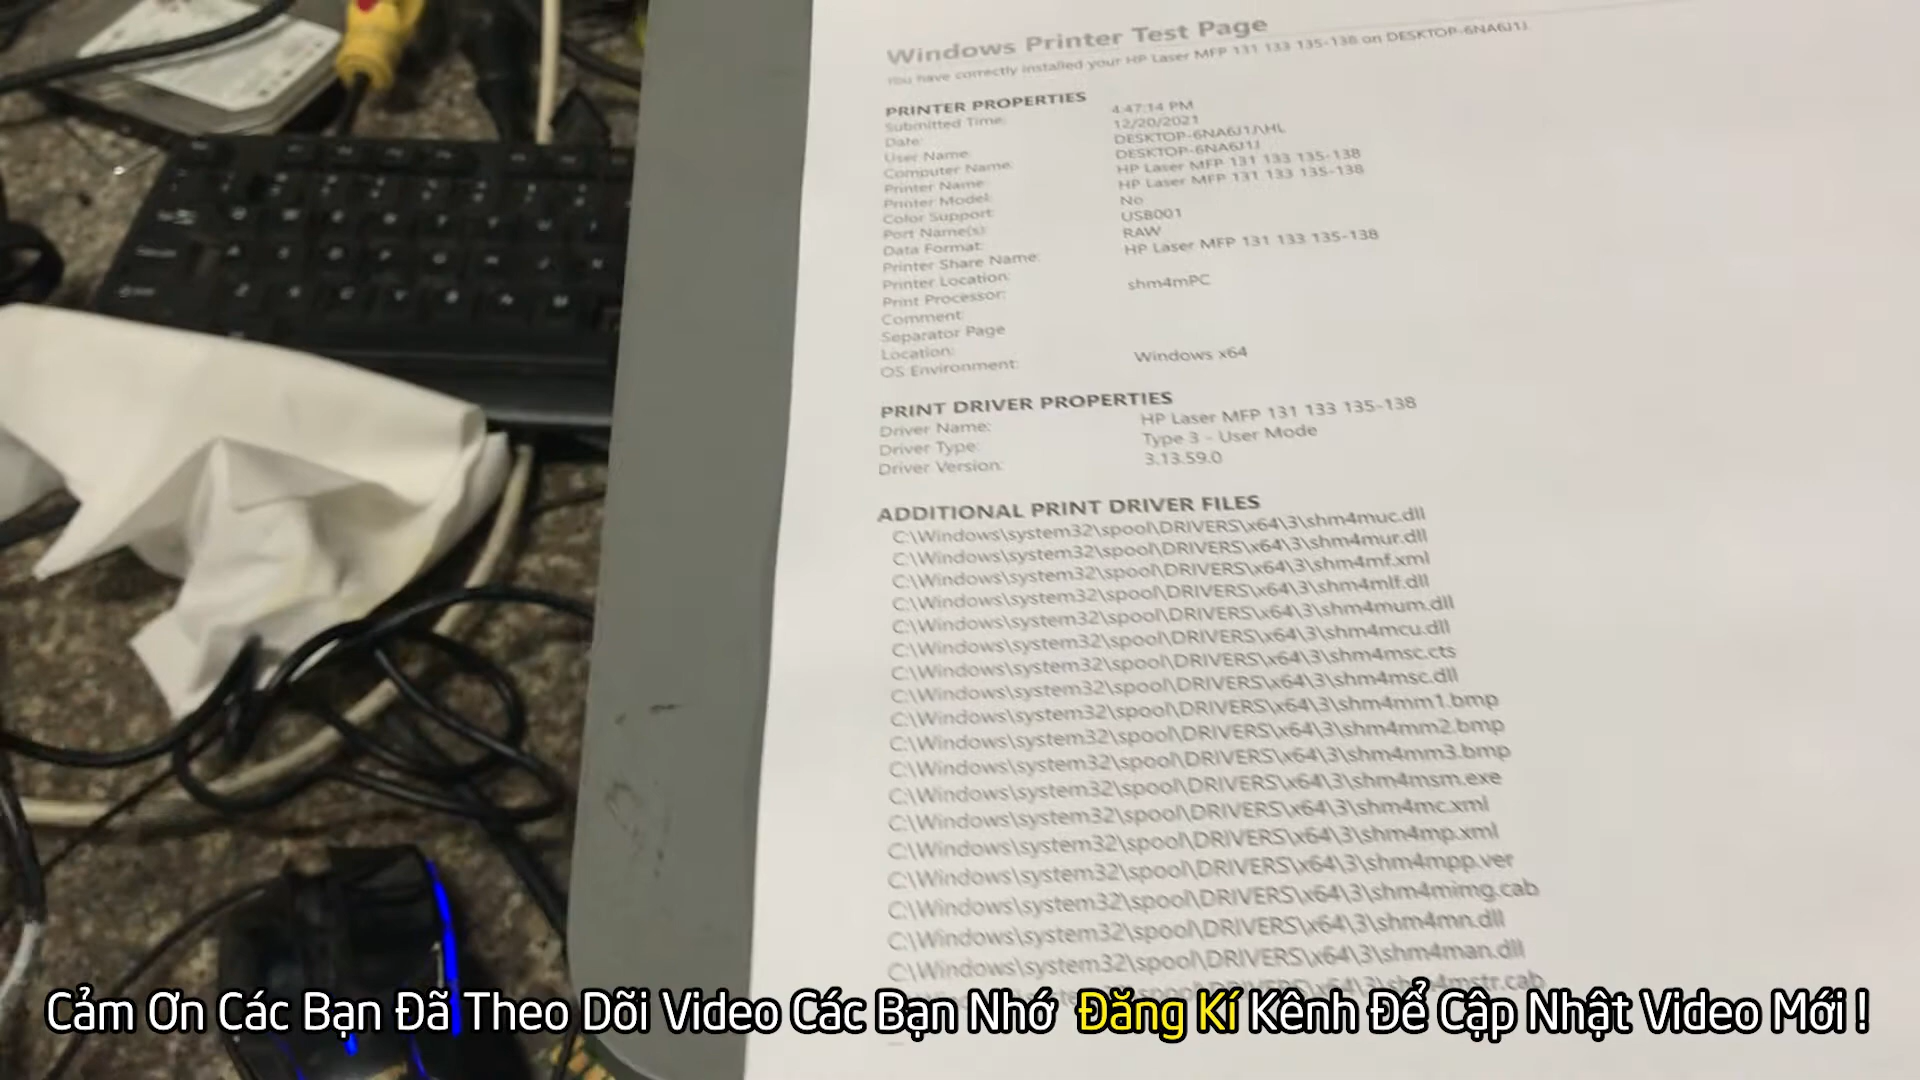 Windows Printer Test Page
You have correctly installed your HP Laser MFP 131 133 135-138 on DESKTOP-6NA6J1J.
PRINTER PROPERTIES
Submitted Time: 4:47:14 PM
Date: 12/20/2021
User Name: DESKTOP-6NA6J1J\HL
Computer Name: DESKTOP-6NA6J1J
Printer Name: HP Laser MFP 131 133 135-138
Printer Model: HP Laser MFP 131 133 135-138
Color Support: No
Port Name(s): USB001
Data Format: RAW
Printer Share Name: HP Laser MFP 131 133 135-138
Printer Location:
Print Processor: shm4mPC
Comment:
Separator Page
Location:
OS Environment: Windows x64
PRINT DRIVER PROPERTIES
Driver Name: HP Laser MFP 131 133 135-138
Driver Type: Type 3 - User Mode
Driver Version: 3.13.59.0
ADDITIONAL PRINT DRIVER FILES
C:\Windows\system32\spool\DRIVERS\x64\3\shm4muc.dll
C:\Windows\system32\spool\DRIVERS\x64\3\shm4mur.dll
C:\Windows\system32\spool\DRIVERS\x64\3\shm4mf.xml
C:\Windows\system32\spool\DRIVERS\x64\3\shm4mlf.dll
C:\Windows\system32\spool\DRIVERS\x64\3\shm4mum.dll
C:\Windows\system32\spool\DRIVERS\x64\3\shm4mcu.dll
C:\Windows\system32\spool\DRIVERS\x64\3\shm4msc.cts
C:\Windows\system32\spool\DRIVERS\x64\3\shm4msc.dll
C:\Windows\system32\spool\DRIVERS\x64\3\shm4mm1.bmp
C:\Windows\system32\spool\DRIVERS\x64\3\shm4mm2.bmp
C:\Windows\system32\spool\DRIVERS\x64\3\shm4mm3.bmp
C:\Windows\system32\spool\DRIVERS\x64\3\shm4msm.exe
C:\Windows\system32\spool\DRIVERS\x64\3\shm4mc.xml
C:\Windows\system32\spool\DRIVERS\x64\3\shm4mp.xml
C:\Windows\system32\spool\DRIVERS\x64\3\shm4mpp.ver
C:\Windows\system32\spool\DRIVERS\x64\3\shm4mimg.cab
C:\Windows\system32\spool\DRIVERS\x64\3\shm4mn.dll
C:\Windows\system32\spool\DRIVERS\x64\3\shm4man.dll
Cảm Ơn Các Bạn Đã Theo Dõi Video Các Bạn Nhớ Đăng Kí Kênh Để Cập Nhật Video Mới !